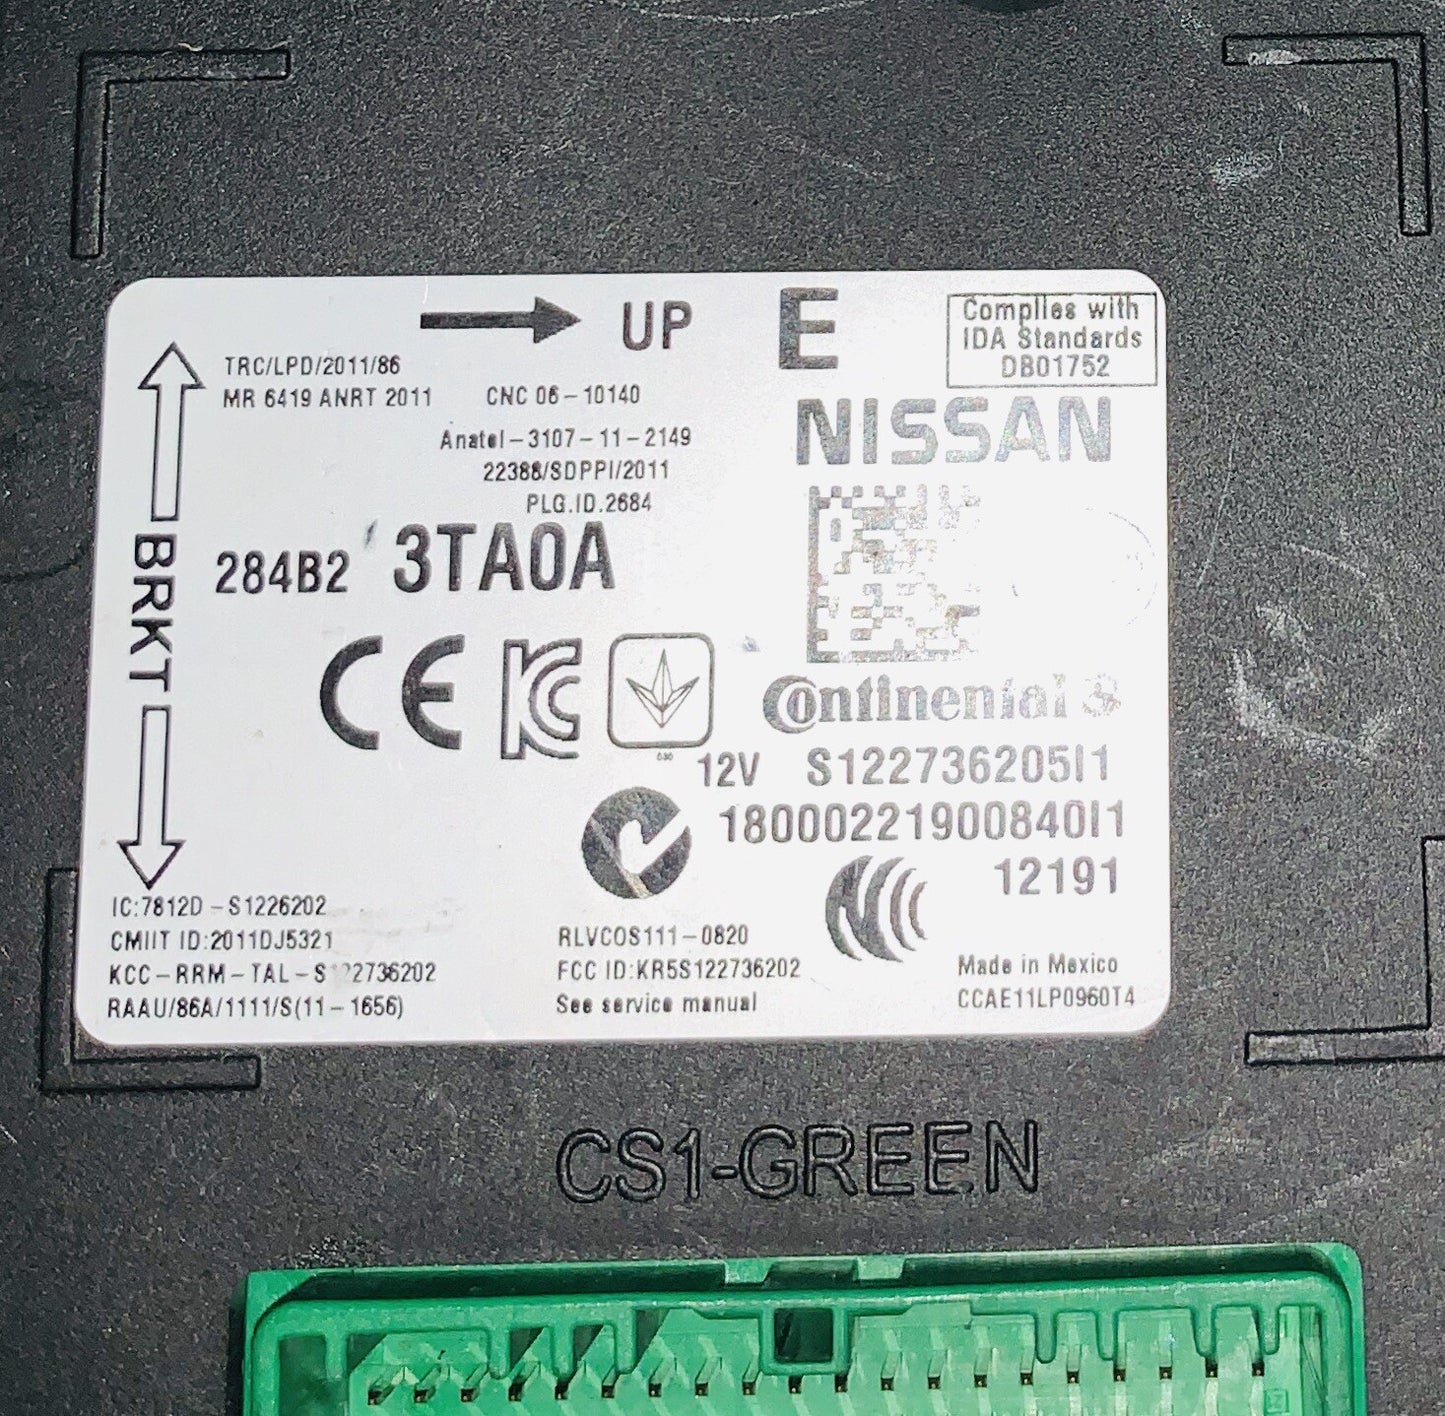 UP
E
Complies with
IDA Standards
DB01752
TRC/LPD/2011/86
MR 6419 ANRT 2011
CNC 06-10140
Anatel-3107-11-2149
22388/SDPPI/2011
PLG.ID.2684
NISSAN
BRKT
284B2 3TA0A
CE
KC
Continental
12V S122736205I1
18000221900840I1
12191
IC:7812D-S1226202
CMIIT ID:2011DJ5321
KCC-RRM-TAL-S122736202
RAAU/86A/1111/S(11-1656)
RLVCOS111-0820
FCC ID:KR5S122736202
See service manual
Made in Mexico
CCAE11LP0960T4
CS1-GREEN